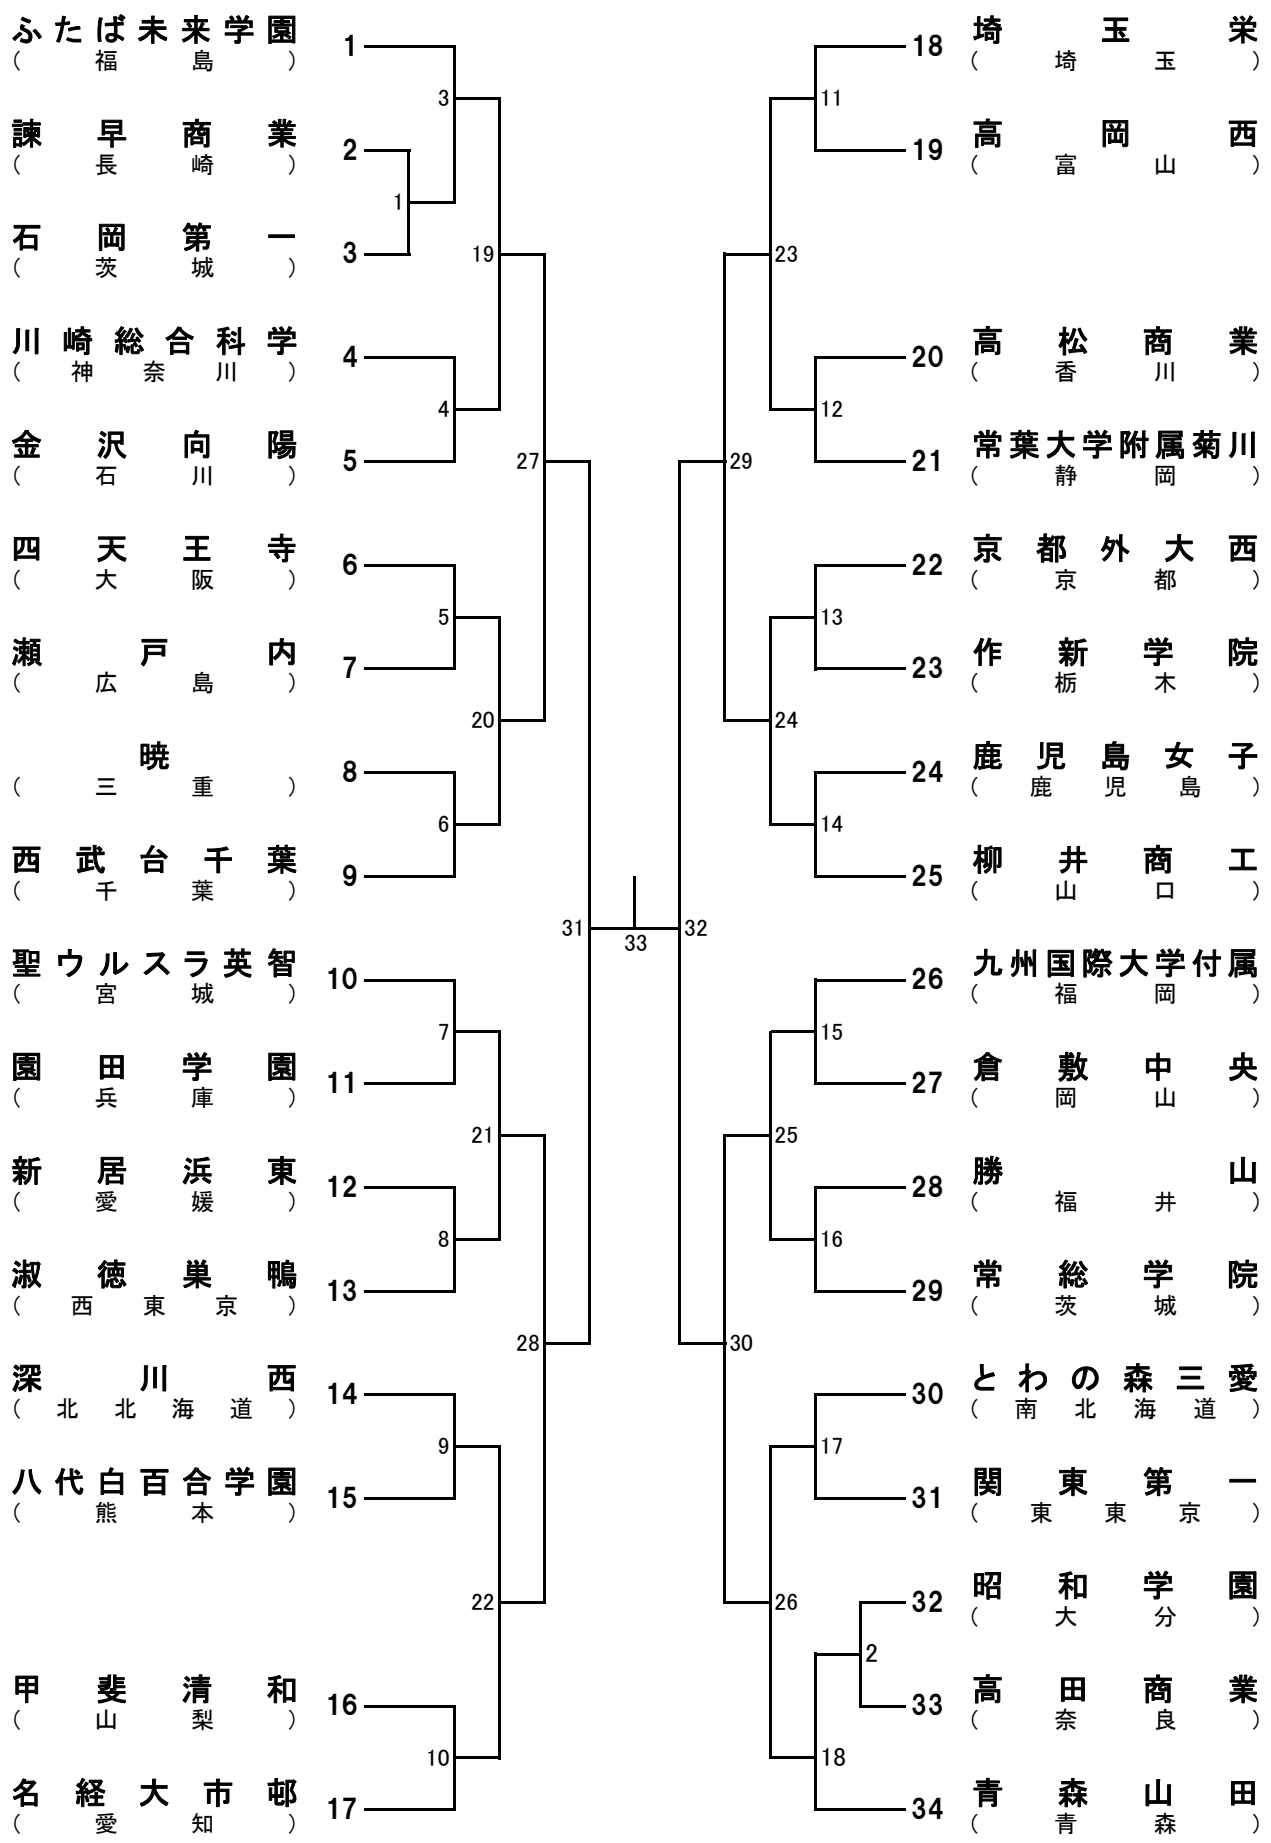 ふたば未来学園
(福島)
1
諫早商業
(長崎)
2
石岡第一
(茨城)
3
川崎総合科学
(神奈川)
4
金沢向陽
(石川)
5
四天王寺
(大阪)
6
瀬戸内
(広島)
7
暁
(三重)
8
西武台千葉
(千葉)
9
聖ウルスラ英智
(宮城)
10
園田学園
(兵庫)
11
新居浜東
(愛媛)
12
淑徳巣鴨
(西東京)
13
深川西
(北北海道)
14
八代白百合学園
(熊本)
15
甲斐清和
(山梨)
16
名経大市邨
(愛知)
17
1
3
4
5
6
7
8
9
10
19
20
21
22
27
28
31
33
32
29
30
23
24
25
26
11
12
13
14
15
16
17
2
18
18
埼玉栄
(埼玉)
19
高岡西
(富山)
20
高松商業
(香川)
21
常葉大学附属菊川
(静岡)
22
京都外大西
(京都)
23
作新学院
(栃木)
24
鹿児島女子
(鹿児島)
25
柳井商工
(山口)
26
九州国際大学付属
(福岡)
27
倉敷中央
(岡山)
28
勝山
(福井)
29
常総学院
(茨城)
30
とわの森三愛
(南北海道)
31
関東第一
(東東京)
32
昭和学園
(大分)
33
高田商業
(奈良)
34
青森山田
(青森)